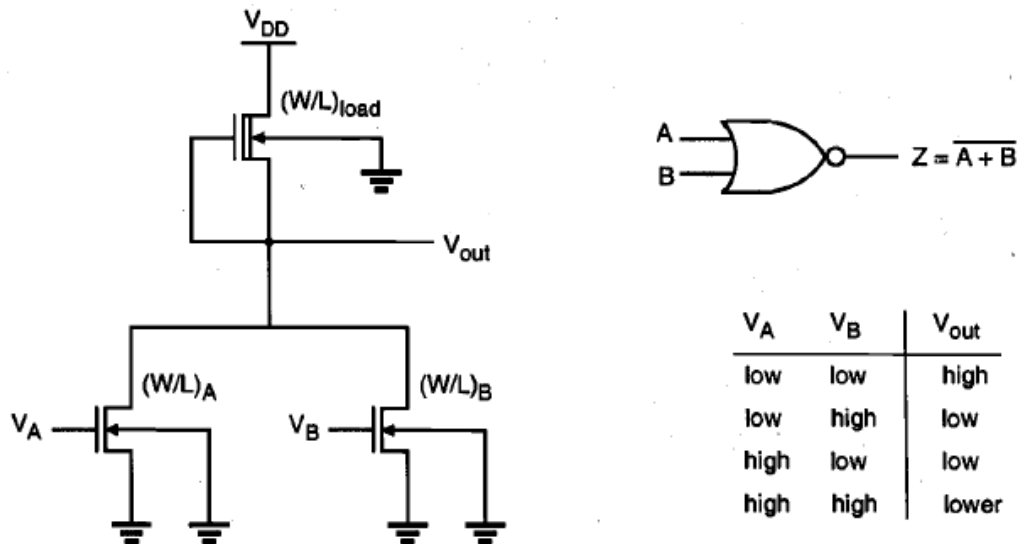 V_DD
(W/L)_load
V_out
(W/L)_A
(W/L)_B
V_A
V_B
A
B
Z = \overline{A + B}
V_A V_B V_out
low low high
low high low
high low low
high high lower